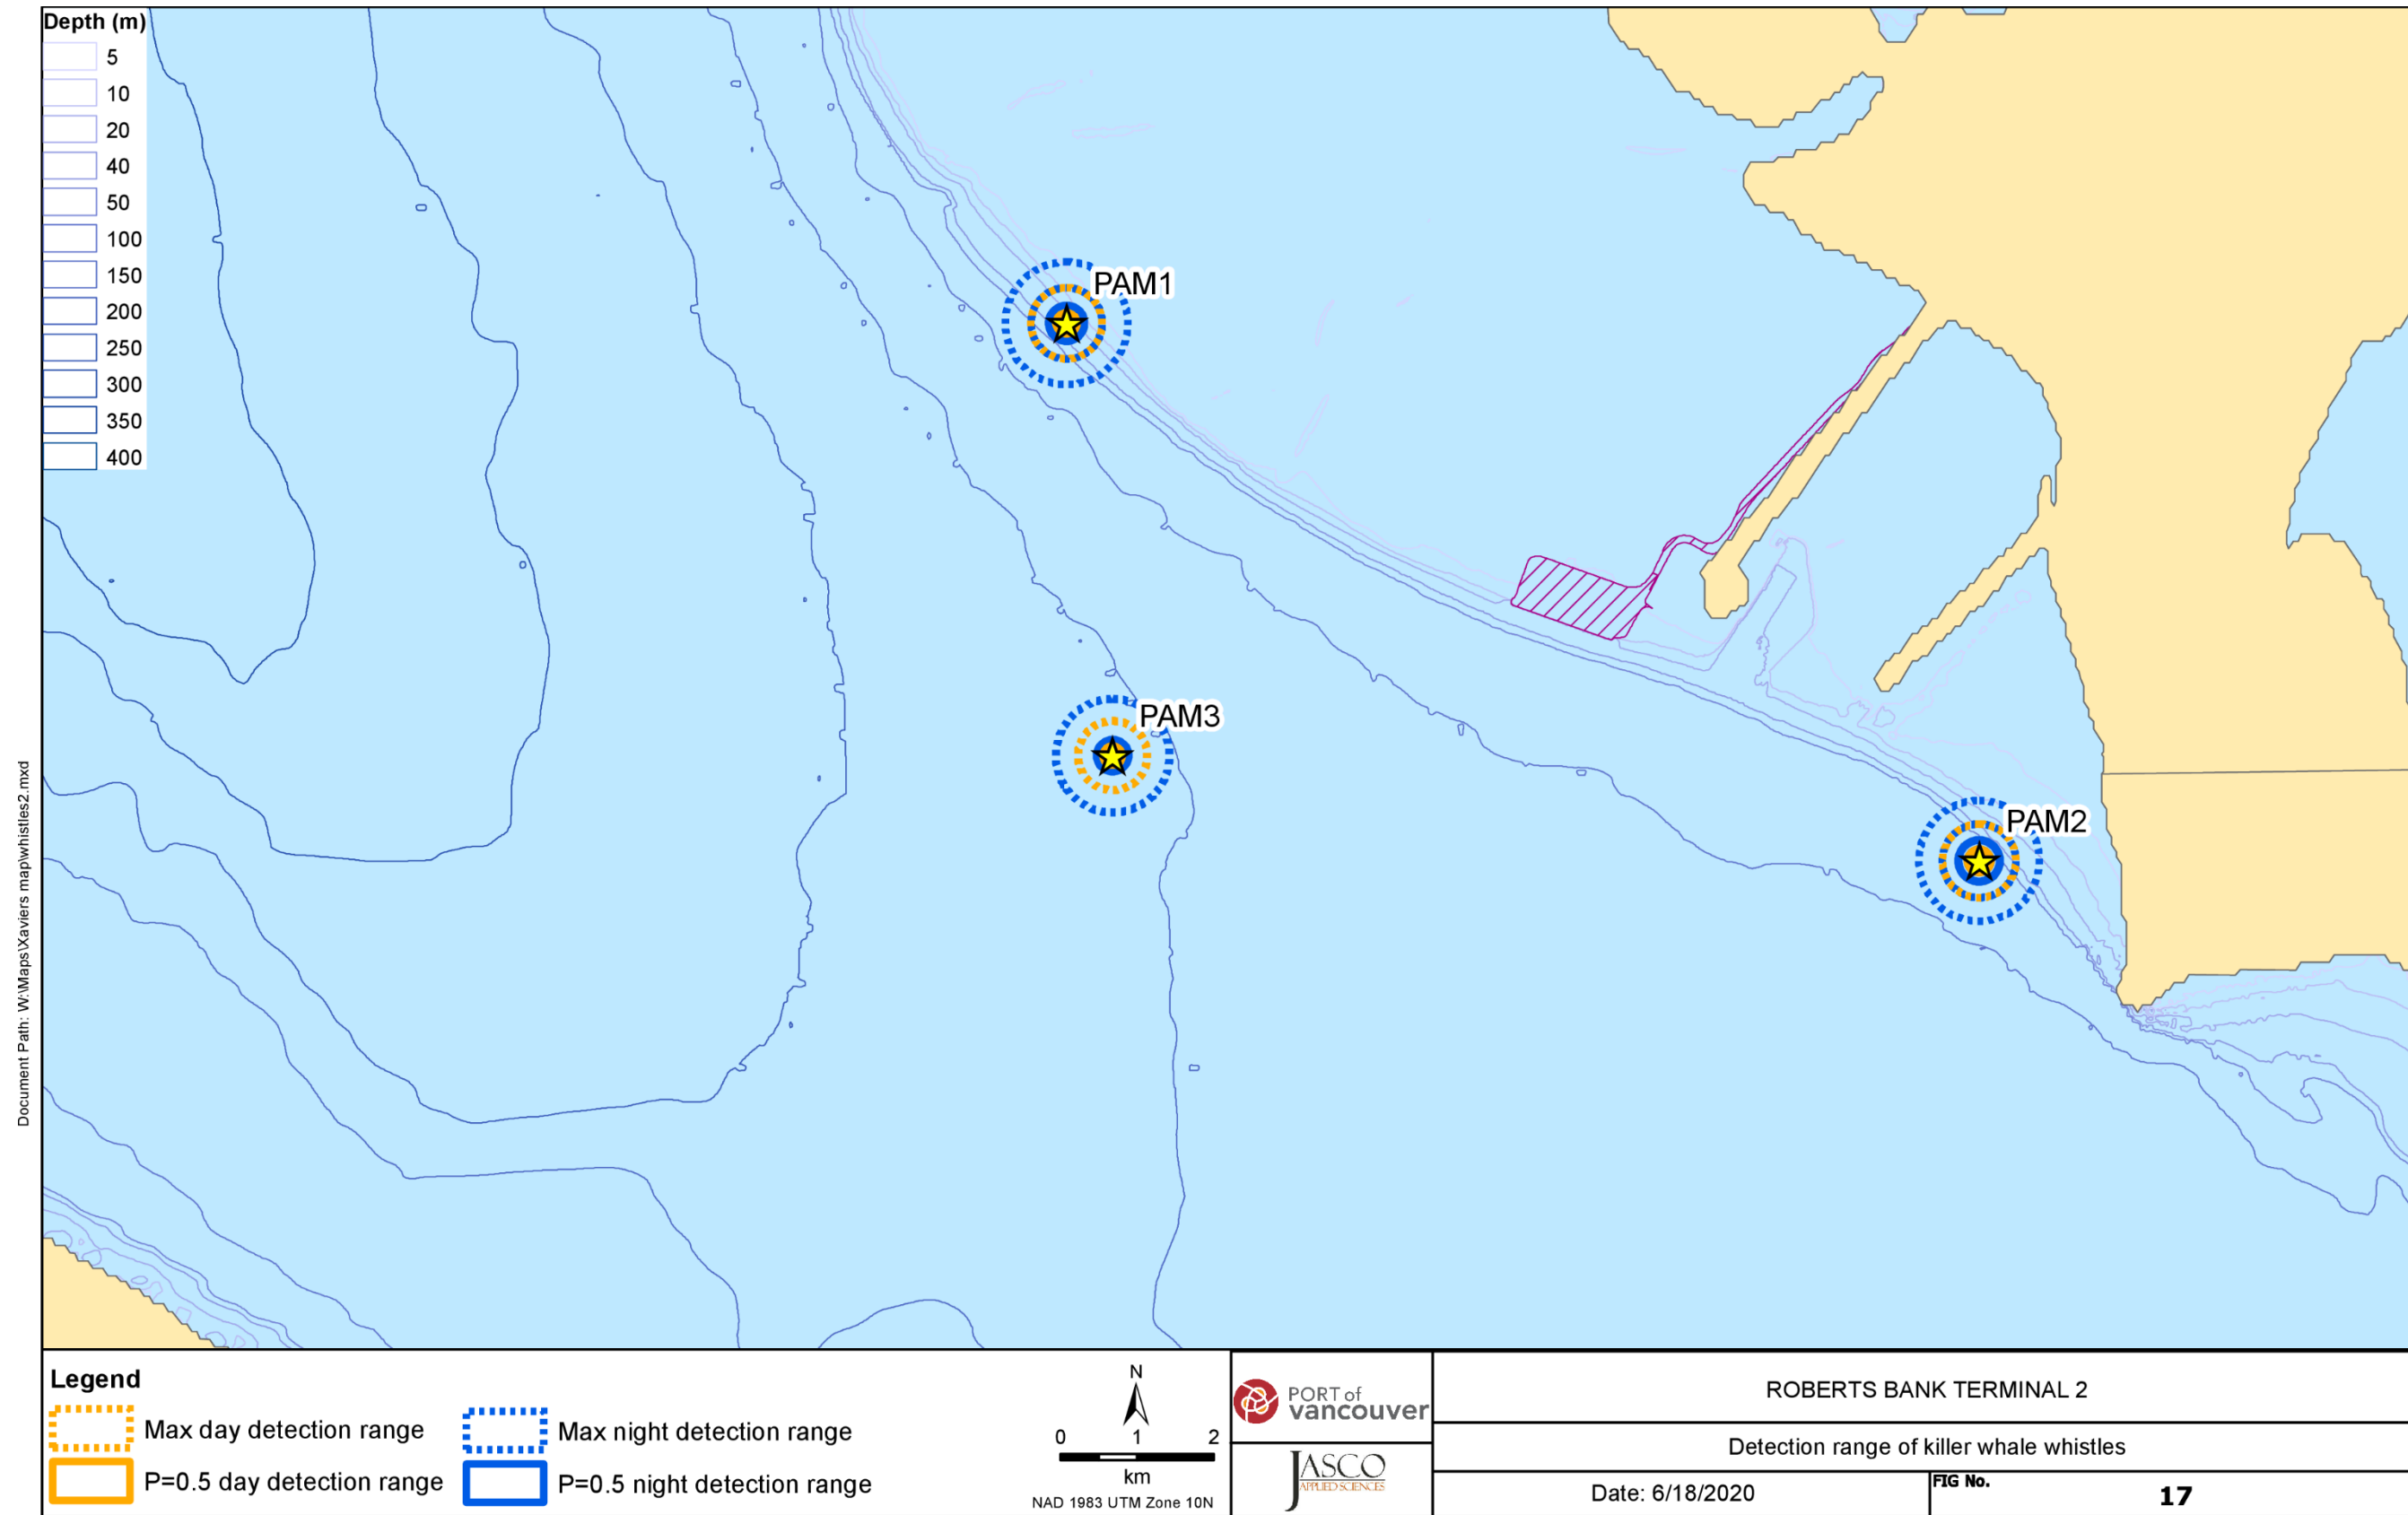 Depth (m)
5
10
20
40
50
100
150
200
250
300
350
400
PAM1
PAM3
PAM2
Document Path: W:\Maps\Xaviers map\whistles2.mxd
Legend
Max day detection range
Max night detection range
P=0.5 day detection range
P=0.5 night detection range
N
0 1 2
km
NAD 1983 UTM Zone 10N
PORT of
vancouver
JASCO
APPLIED SCIENCES
ROBERTS BANK TERMINAL 2
Detection range of killer whale whistles
Date: 6/18/2020
FIG No.
17